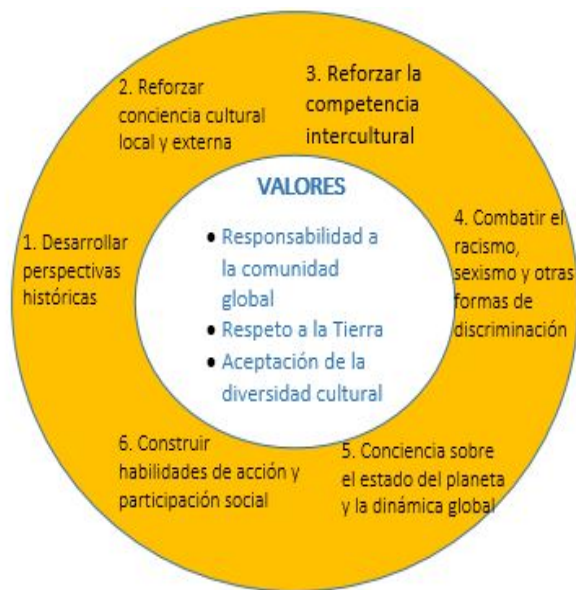 1. Desarrollar
perspectivas
históricas
2. Reforzar
conciencia cultural
local y externa
3. Reforzar la
competencia
intercultural
4. Combatir el
racismo,
sexismo y otras
formas de
discriminación
5. Conciencia sobre
el estado del planeta
y la dinámica global
6. Construir
habilidades de acción y
participación social
VALORES
• Responsabilidad a
la comunidad
global
• Respeto a la Tierra
• Aceptación de la
diversidad cultural